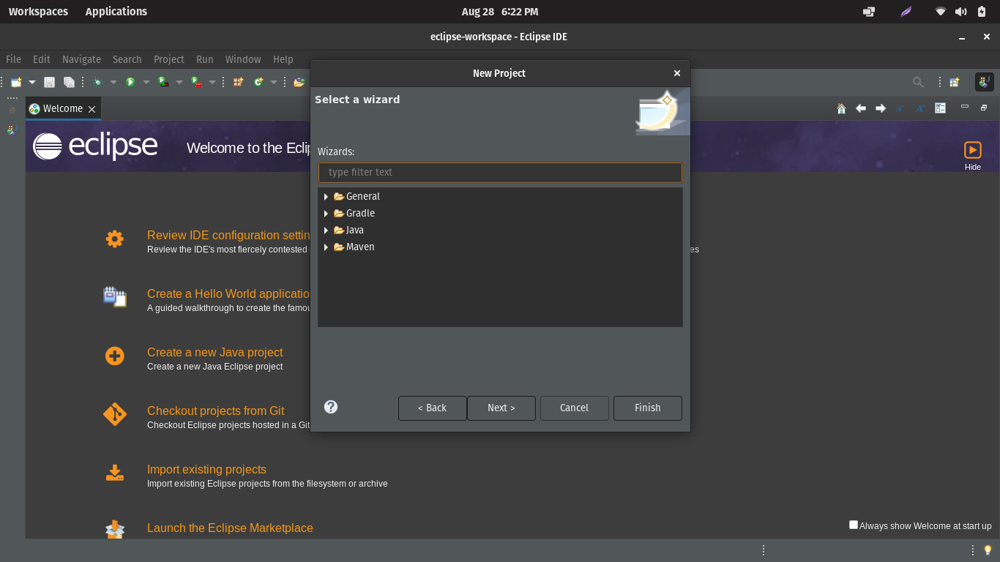 Workspaces Applications Aug 28 6:22 PM
eclipse-workspace - Eclipse IDE
File Edit Navigate Search Project Run Window Help
New Project
Select a wizard
Welcome
eclipse Welcome to the Eclip
Hide
Wizards:
type filter text
General
Gradle
Java
Maven
< Back Next > Cancel Finish
Review IDE configuration settin
Review the IDE's most fiercely contested
es
Create a Hello World applicatio
A guided walkthrough to create the famou
Create a new Java project
Create a new Java Eclipse project
Checkout projects from Git
Checkout Eclipse projects hosted in a Git
Import existing projects
Import existing Eclipse projects from the filesystem or archive
Launch the Eclipse Marketplace
Always show Welcome at start up